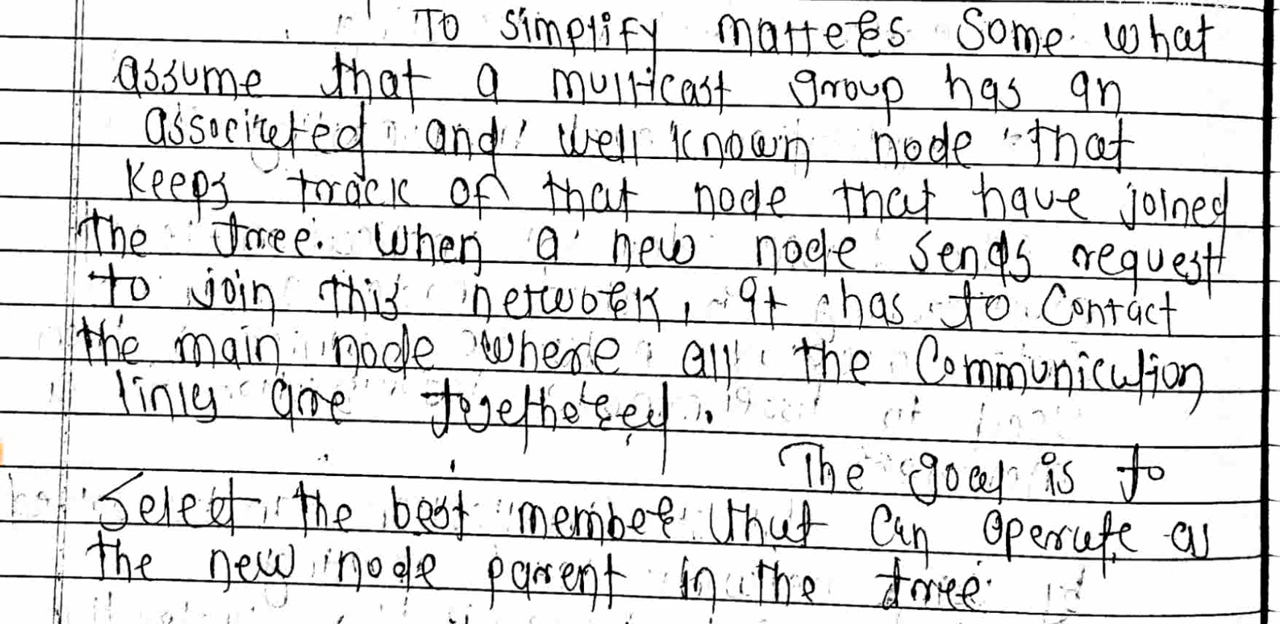 To simplify matters Some what
assume that a multicast group has an
associated and well known node that
keeps track of that node that have joined
the tree. When a new node sends request
to join this network, it has to contact
the main node where all the communication
links are togethered.
The goal is to
Select the best member that can operate as
the new node parent in the tree